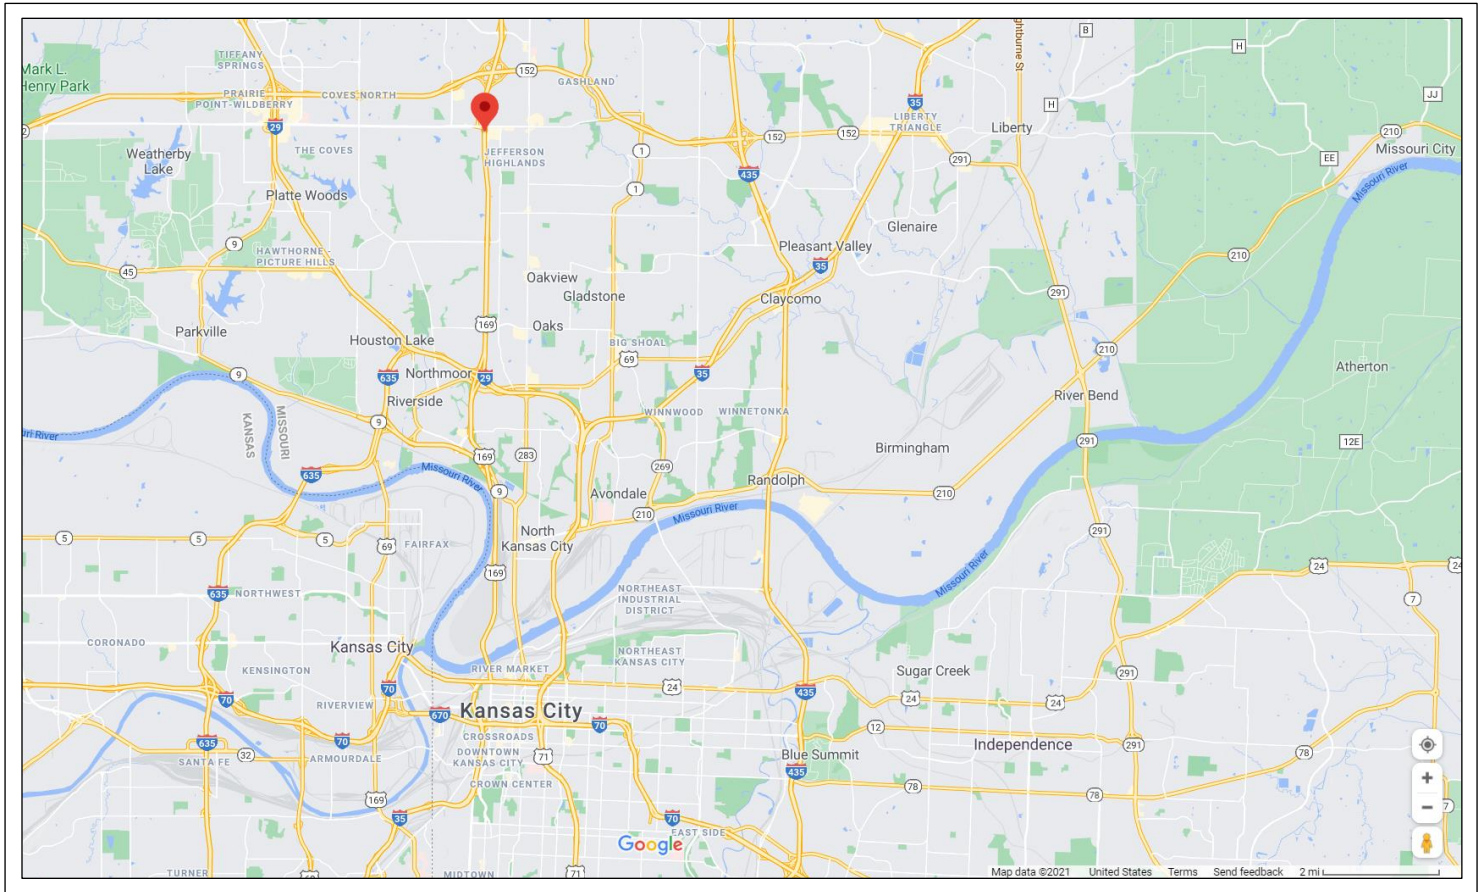 ghtburne St
B
H
TIFFANY
SPRINGS
Mark L.
Henry Park
152
GASHLAND
PRAIRIE
POINT-WILDBERRY
COVES NORTH
35
H
JJ
29
LIBERTY
TRIANGLE
Liberty
2
152
152
210
Missouri City
THE COVES
JEFFERSON
HIGHLANDS
1
291
EE
Weatherby
Lake
435
1
Platte Woods
Missouri River
Glenaire
9
HAWTHORNE -
PICTURE HILLS
Pleasant Valley
210
45
35
Oakview
Gladstone
Claycomo
291
Parkville
169
Oaks
Houston Lake
BIG SHOAL
69
210
Atherton
9
635
Northmoor
29
35
Riverside
River Bend
KANSAS
MISSOURI
WINNWOOD
WINNETONKA
9
uri River
291
12E
Birmingham
169
283
635
Missouri River
269
Randolph
9
Avondale
210
210
Missouri River
291
5
5
5
69
FAIRFAX
North
Kansas City
169
Missouri River
24
24
635
NORTHWEST
NORTHEAST
INDUSTRIAL
DISTRICT
7
CORONADO
Kansas City
NORTHEAST
KANSAS CITY
KENSINGTON
RIVER MARKET
Sugar Creek
291
70
70
24
435
24
24
RIVERVIEW
670
Kansas City
70
12
635
70
CROSSROADS
Independence
291
78
SANTA FE
32
ARMOURDALE
DOWNTOWN
KANSAS CITY
71
Blue Summit
435
CROWN CENTER
78
78
169
7
35
70
EAST SIDE
Google
TURNER
MIDTOWN
71
Map data ©2021 United States Terms Send feedback 2 mi